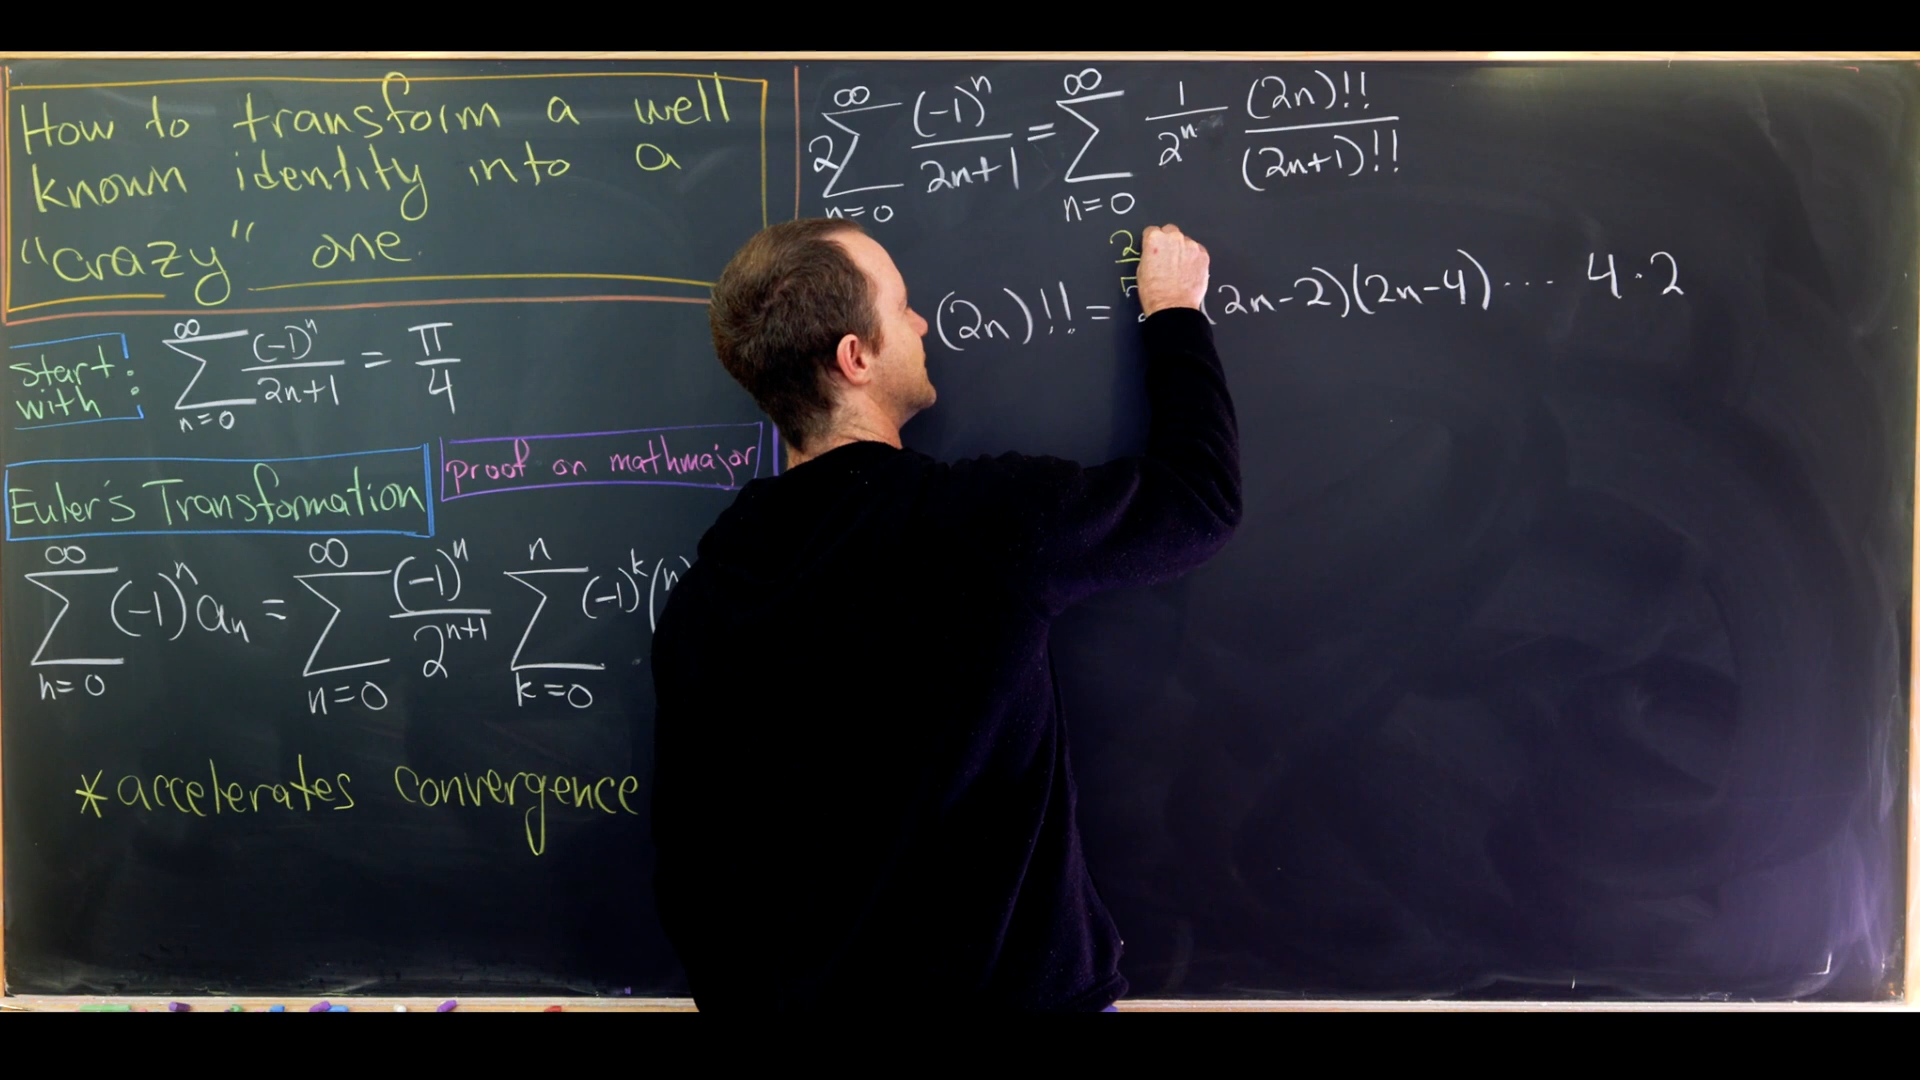 How to transform a well
known identity into a
"crazy" one.
start with: ∑_{n=0}^{∞} (-1)^n/(2n+1) = π/4
Euler's Transformation
proof on mathmajor
∑_{n=0}^{∞} (-1)^n a_n = ∑_{n=0}^{∞} (-1)^n/2^{n+1} ∑_{k=0}^{n} (-1)^k (n
*accelerates convergence
2∑_{n=0}^{∞} (-1)^n/(2n+1) = ∑_{n=0}^{∞} 1/2^n (2n)!!/(2n+1)!!
2
(2n)!! = (2n-2)(2n-4)⋯ 4·2